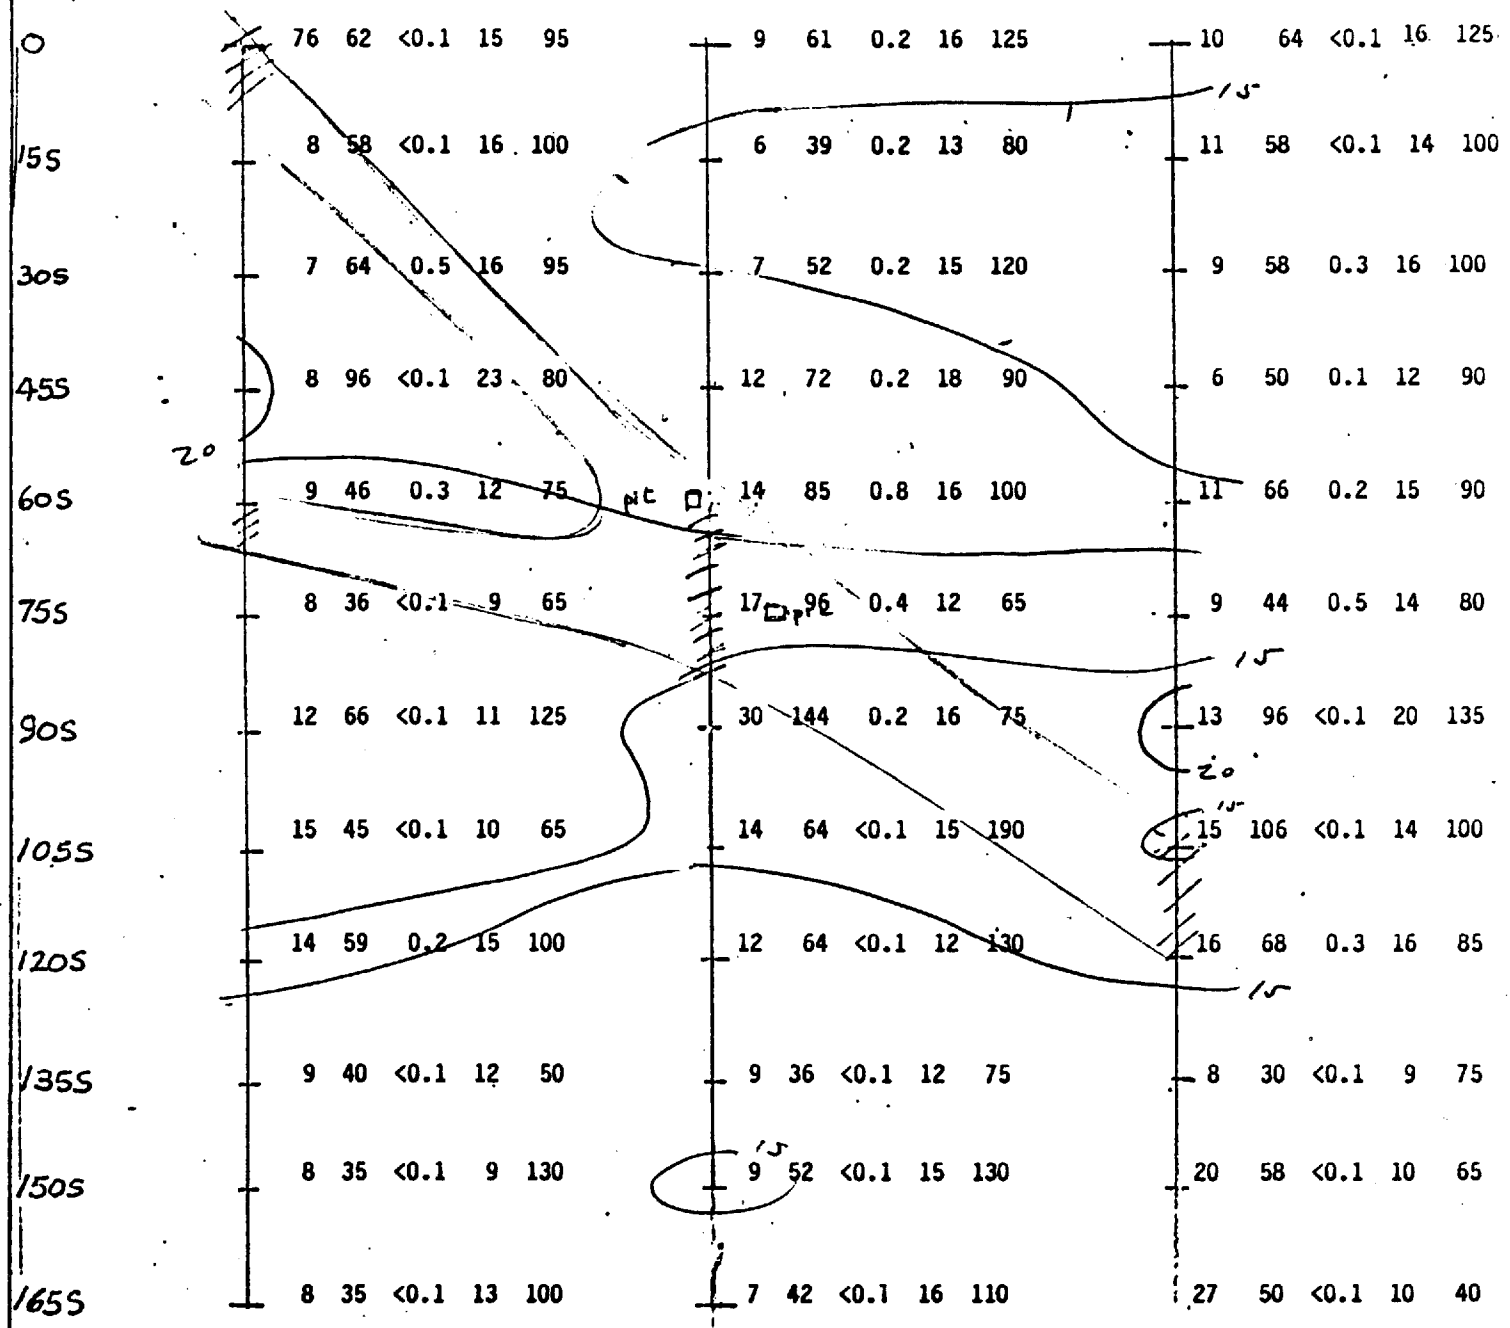 0 76 62 <0.1 15 95 9 61 0.2 16 125 10 64 <0.1 16 125
15
15S 8 58 <0.1 16 100 6 39 0.2 13 80 11 58 <0.1 14 100
30S 7 64 0.5 16 95 7 52 0.2 15 120 9 58 0.3 16 100
45S 8 96 <0.1 23 80 12 72 0.2 18 90 6 50 0.1 12 90
20
60S 9 46 0.3 12 75 pit 14 85 0.8 16 100 11 66 0.2 15 90
75S 8 36 <0.1 9 65 17 96 pit 0.4 12 65 9 44 0.5 14 80
15
90S 12 66 <0.1 11 125 30 144 0.2 16 75 13 96 <0.1 20 135
20
15
105S 15 45 <0.1 10 65 14 64 <0.1 15 190 15 106 <0.1 14 100
120S 14 59 0.2 15 100 12 64 <0.1 12 130 16 68 0.3 16 85
15
135S 9 40 <0.1 12 50 9 36 <0.1 12 75 8 30 <0.1 9 75
15
150S 8 35 <0.1 9 130 9 52 <0.1 15 130 20 58 <0.1 10 65
165S 8 35 <0.1 13 100 7 42 <0.1 16 110 27 50 <0.1 10 40